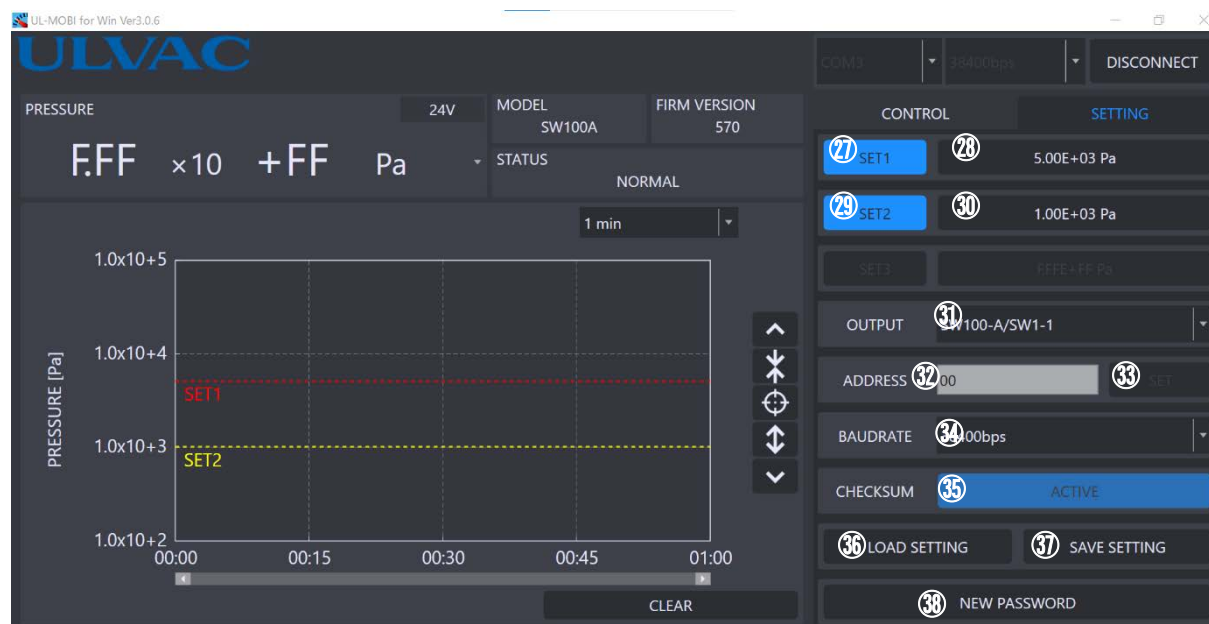 UL-MOBI for Win Ver3.0.6
ULVAC
COM3 38400bps DISCONNECT
PRESSURE 24V
F.FF ×10 +FF Pa
MODEL
SW100A
FIRM VERSION
570
STATUS
NORMAL
1 min
1.0x10+5
1.0x10+4
1.0x10+3
1.0x10+2
PRESSURE [Pa]
SET1
SET2
00:00 00:15 00:30 00:45 01:00
CLEAR
CONTROL SETTING
㉗ SET1 ㉘ 5.00E+03 Pa
㉙ SET2 ㉚ 1.00E+03 Pa
SET3 F.FFE+FF Pa
OUTPUT ㉛ SW100-A/SW1-1
ADDRESS ㉜ 00 ㉝ SET
BAUDRATE ㉞ 38400bps
CHECKSUM ㉟ ACTIVE
㊱ LOAD SETTING ㊲ SAVE SETTING
㊳ NEW PASSWORD